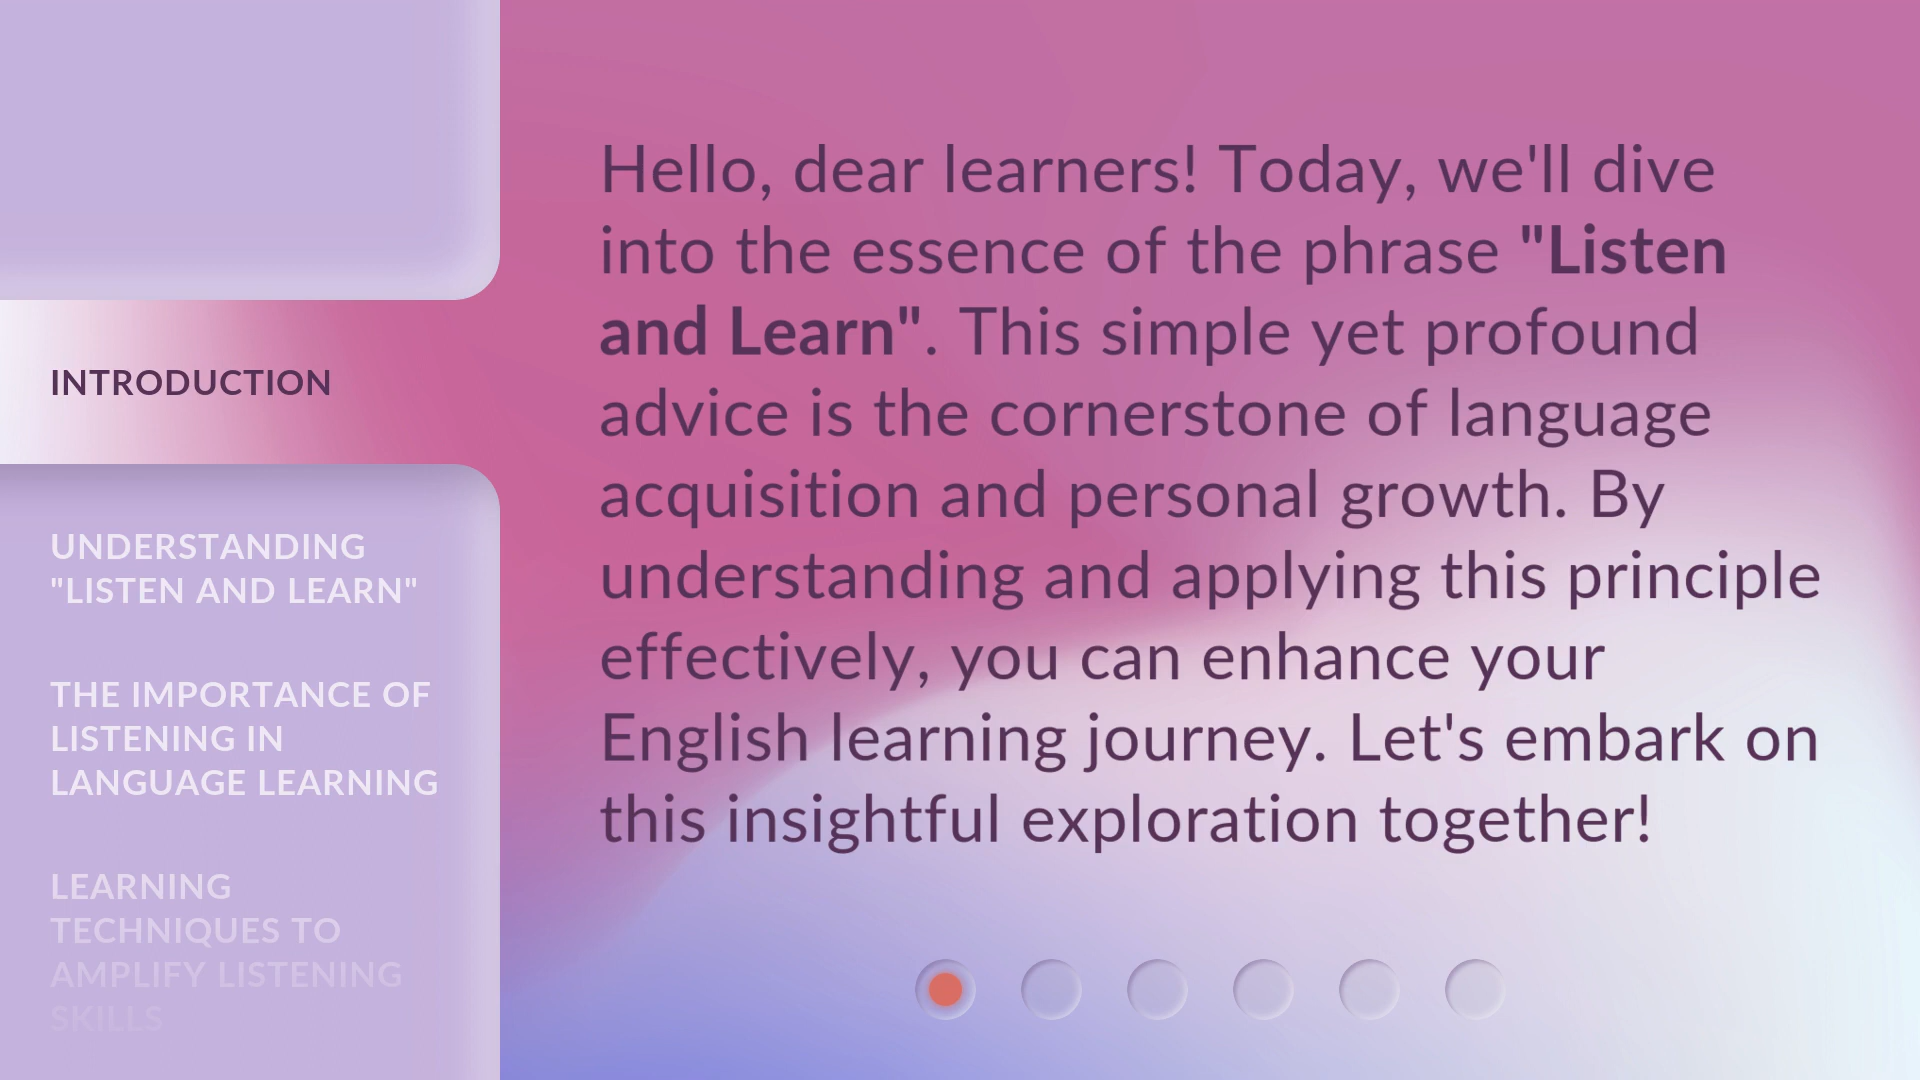 INTRODUCTION
UNDERSTANDING
"LISTEN AND LEARN"
THE IMPORTANCE OF
LISTENING IN
LANGUAGE LEARNING
LEARNING
TECHNIQUES TO
AMPLIFY LISTENING
SKILLS
Hello, dear learners! Today, we'll dive
into the essence of the phrase "Listen
and Learn". This simple yet profound
advice is the cornerstone of language
acquisition and personal growth. By
understanding and applying this principle
effectively, you can enhance your
English learning journey. Let's embark on
this insightful exploration together!